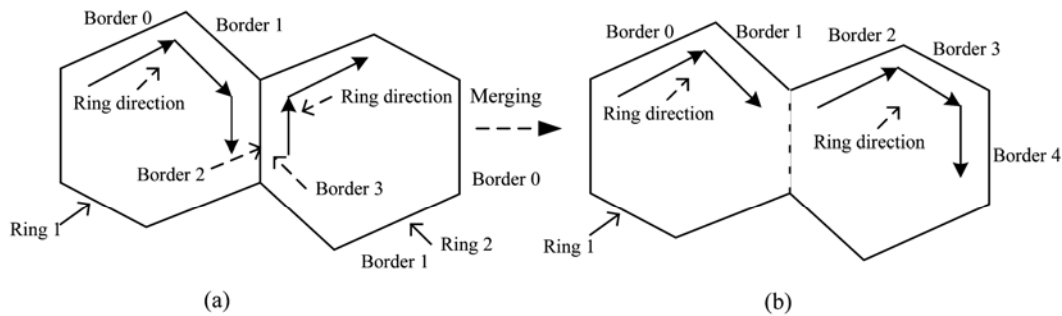 Border 0
Border 1
Ring direction
Ring direction
Border 2
Border 3
Border 0
Ring 1
Ring 2
Border 1
(a)
Merging
Border 0
Border 1
Border 2
Border 3
Ring direction
Ring direction
Border 4
Ring 1
(b)